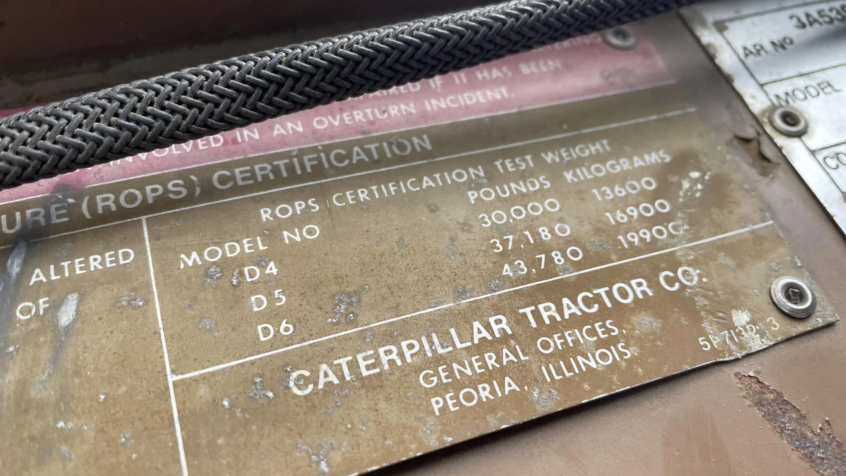 IF IT HAS BEEN
INVOLVED IN AN OVERTURN INCIDENT.
(ROPS) CERTIFICATION
ALTERED
OF
ROPS CERTIFICATION TEST WEIGHT
MODEL NO POUNDS KILOGRAMS
D4 30,000 13600
D5 37,180 16900
D6 43,780 19900
CATERPILLAR TRACTOR CO.
GENERAL OFFICES,
PEORIA, ILLINOIS
AR NO
MODEL